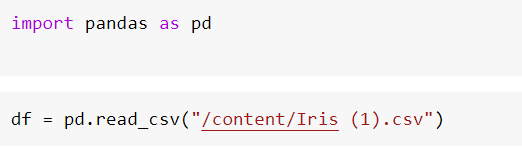 import pandas as pd
df = pd.read_csv("/content/Iris (1).csv")